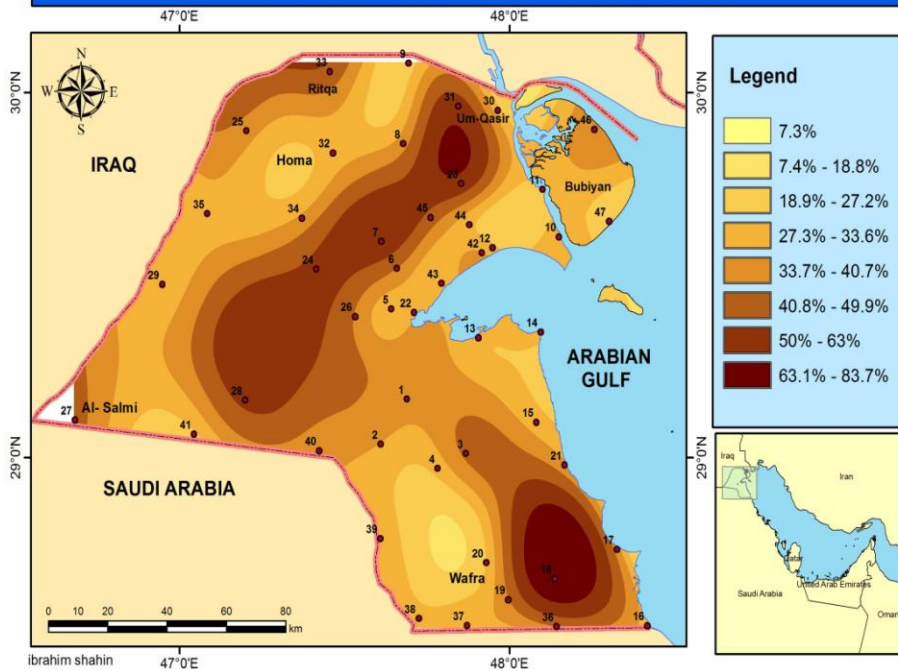 47°0'E 48°0'E
30°0'N 30°0'N
29°0'N 29°0'N
47°0'E 48°0'E
N
W E
S
IRAQ
SAUDI ARABIA
ARABIAN
GULF
Ritqa
Um-Qasir
Homa
Bubiyan
Al- Salmi
Wafra
33
9
31
30
46
25
32
8
23
11
35
34
45
44
47
7
42
12
10
24
6
29
43
26
5
22
13
14
28
1
27
15
41
2
3
40
4
21
39
20
17
18
19
38
37
36
16
0 10 20 40 60 80
km
ibrahim shahin
Legend
7.3%
7.4% - 18.8%
18.9% - 27.2%
27.3% - 33.6%
33.7% - 40.7%
40.8% - 49.9%
50% - 63%
63.1% - 83.7%
Iraq
Iran
Qatar
United Arab Emirates
Saudi Arabia
Oman